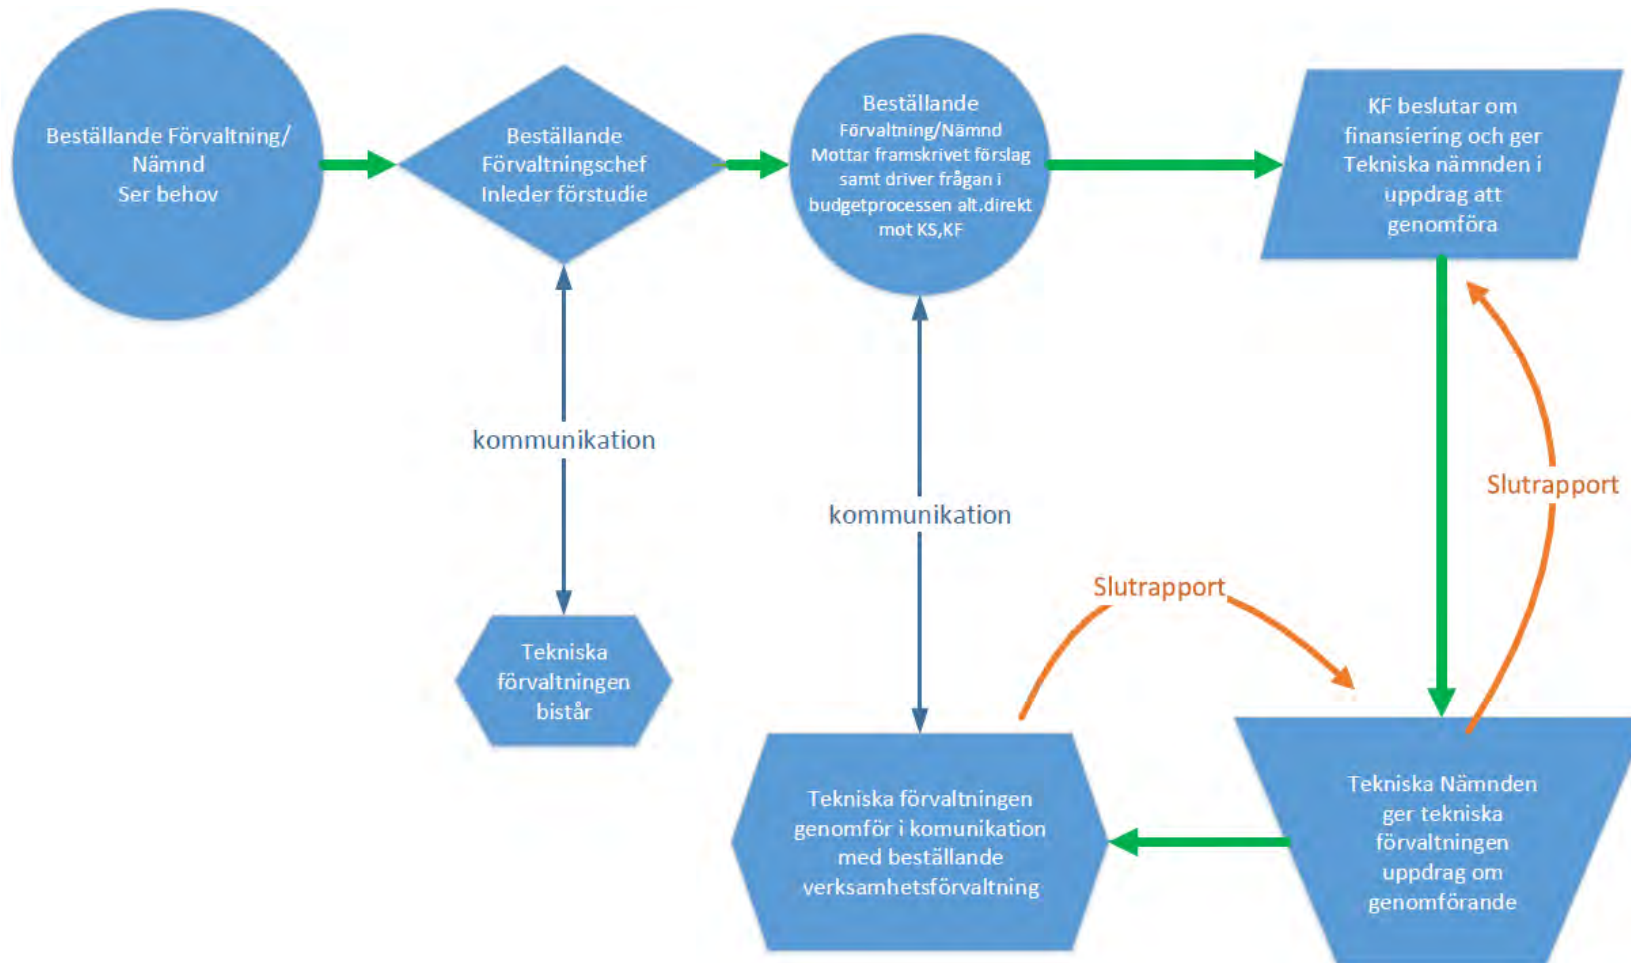 Beställande Förvaltning/
Nämnd
Ser behov
Beställande
Förvaltningschef
Inleder förstudie
Beställande
Förvaltning/Nämnd
Mottar framskrivet förslag
samt driver frågan i
budgetprocessen alt.direkt
mot KS,KF
KF beslutar om
finansiering och ger
Tekniska nämnden i
uppdrag att
genomföra
kommunikation
kommunikation
Slutrapport
Slutrapport
Tekniska
förvaltningen
bistår
Tekniska förvaltningen
genomför i komunikation
med beställande
verksamhetsförvaltning
Tekniska Nämnden
ger tekniska
förvaltningen
uppdrag om
genomförande